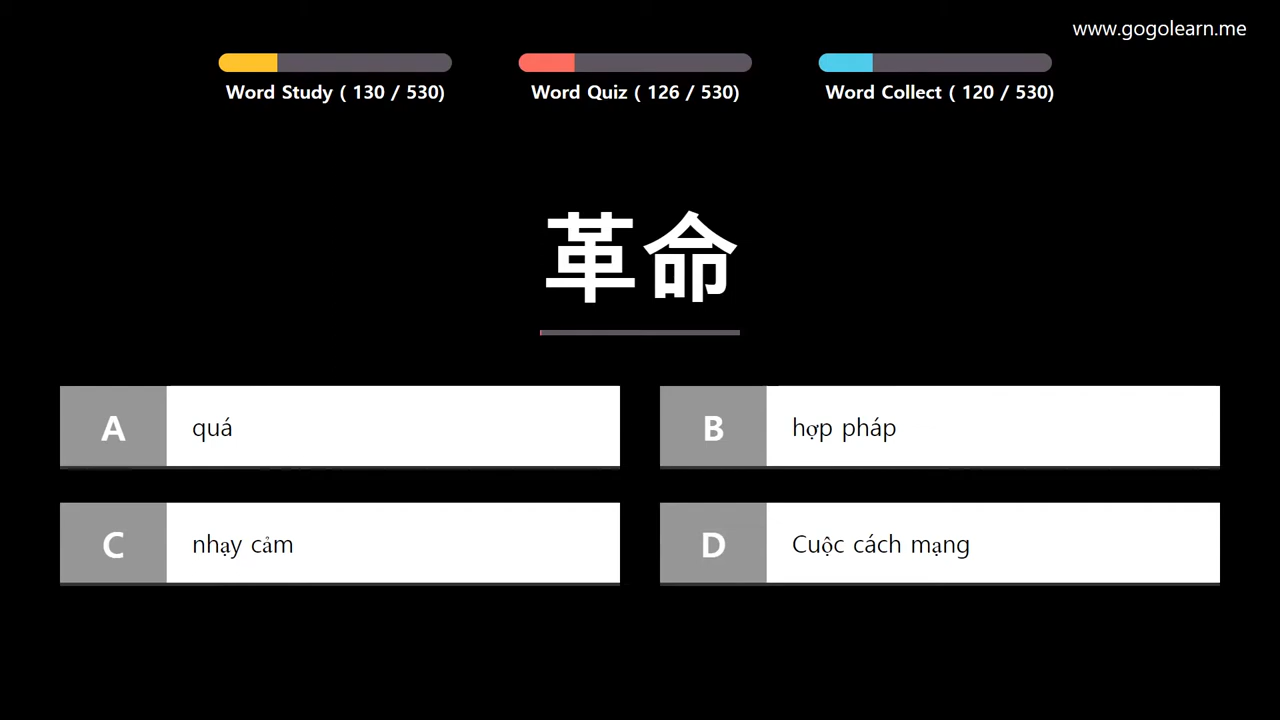 www.gogolearn.me
Word Study ( 130 / 530)
Word Quiz ( 126 / 530)
Word Collect ( 120 / 530)
革命
A quá
B hợp pháp
C nhạy cảm
D Cuộc cách mạng